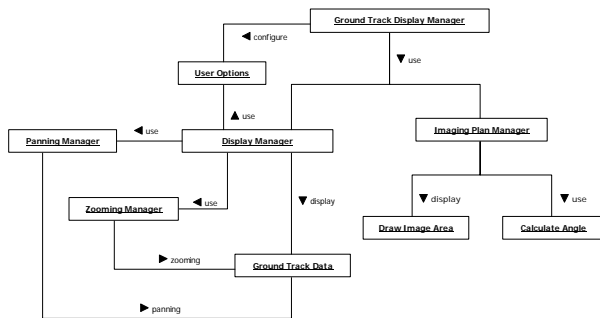 Ground Track Display Manager
configure
use
User Options
use
use
Panning Manager
Display Manager
Imaging Plan Manager
use
display
display
use
Zooming Manager
Draw Image Area
Calculate Angle
zooming
Ground Track Data
panning